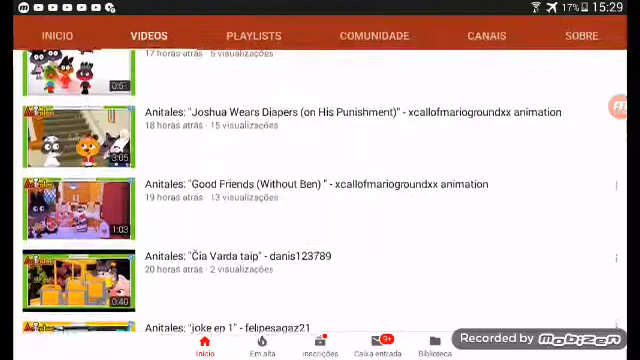 17% 15:29
INICIO VIDEOS PLAYLISTS COMUNIDADE CANAIS SOBRE
17 horas atrás · 5 visualizações
Anitales: "Joshua Wears Diapers (on His Punishment)" - xcallofmariogroundxx animation
18 horas atrás · 15 visualizações
3:05
Anitales: "Good Friends (Without Ben) " - xcallofmariogroundxx animation
19 horas atrás · 13 visualizações
1:03
Anitales: "Čia Varda taip" - danis123789
20 horas atrás · 2 visualizações
0:40
Anitales: "joke en 1" - felipesagaz21
9+
Início Em alta Inscrições Caixa entrada Biblioteca
Recorded by Mobizen